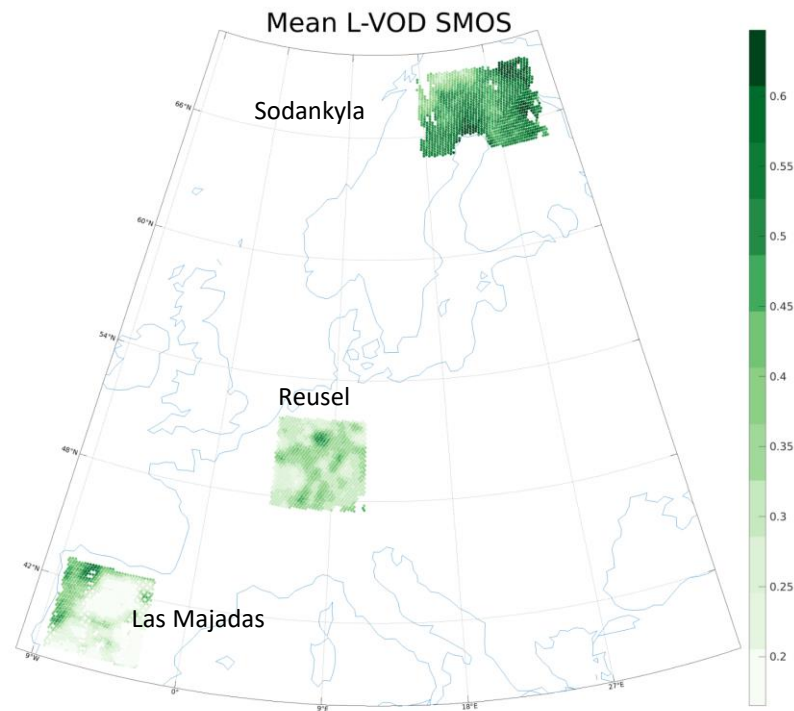 Mean L-VOD SMOS
Sodankyla
66°N
60°N
54°N
Reusel
48°N
42°N
Las Majadas
9°W
0°
9°E
18°E
27°E
0.6
0.55
0.5
0.45
0.4
0.35
0.3
0.25
0.2